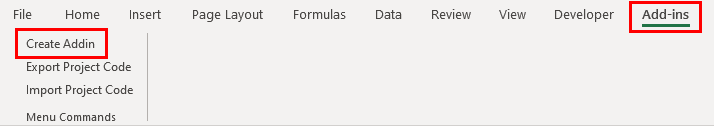 File Home Insert Page Layout Formulas Data Review View Developer Add-ins
Create Addin
Export Project Code
Import Project Code
Menu Commands